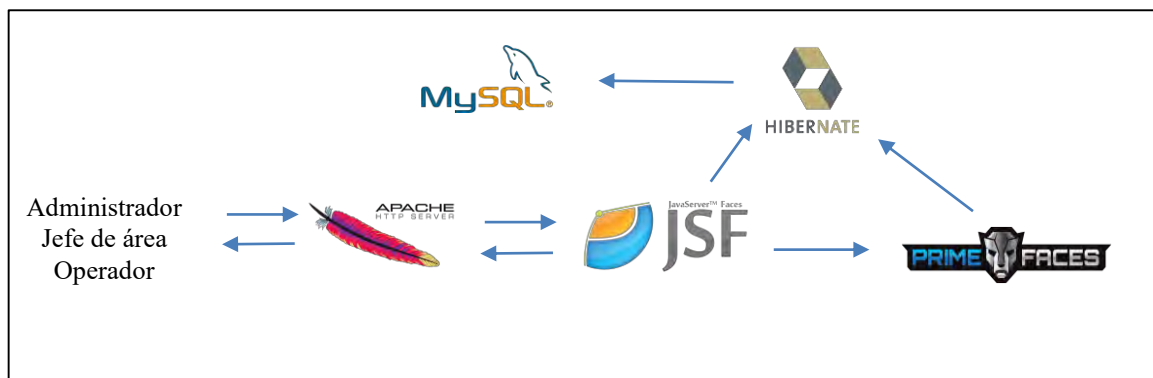 MySQL®
HIBERNATE
Administrador
Jefe de área
Operador
APACHE
HTTP SERVER
JavaServer™ Faces
JSF
PRIME FACES